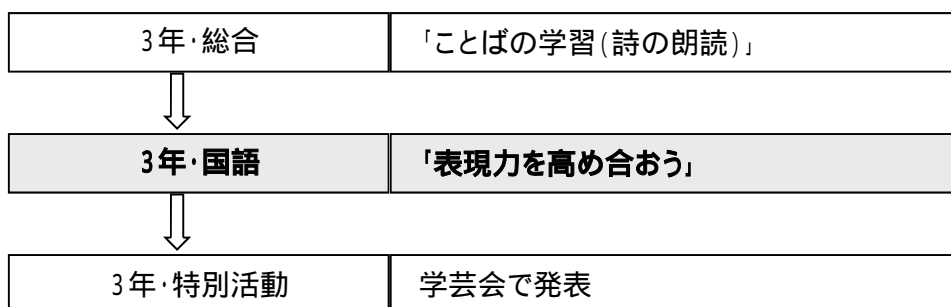 3年・総合 「ことばの学習(詩の朗読)」
3年・国語 「表現力を高め合おう」
3年・特別活動 学芸会で発表